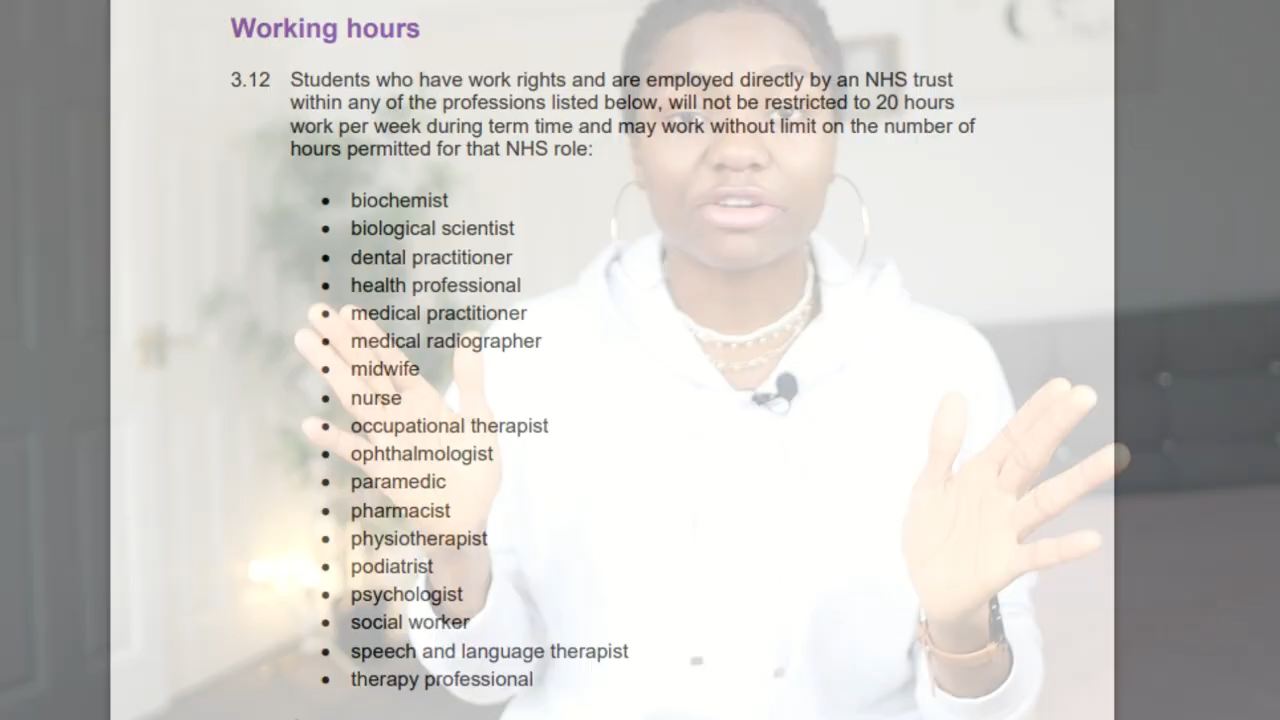 Working hours
3.12 Students who have work rights and are employed directly by an NHS trust
within any of the professions listed below, will not be restricted to 20 hours
work per week during term time and may work without limit on the number of
hours permitted for that NHS role:
• biochemist
• biological scientist
• dental practitioner
• health professional
• medical practitioner
• medical radiographer
• midwife
• nurse
• occupational therapist
• ophthalmologist
• paramedic
• pharmacist
• physiotherapist
• podiatrist
• psychologist
• social worker
• speech and language therapist
• therapy professional